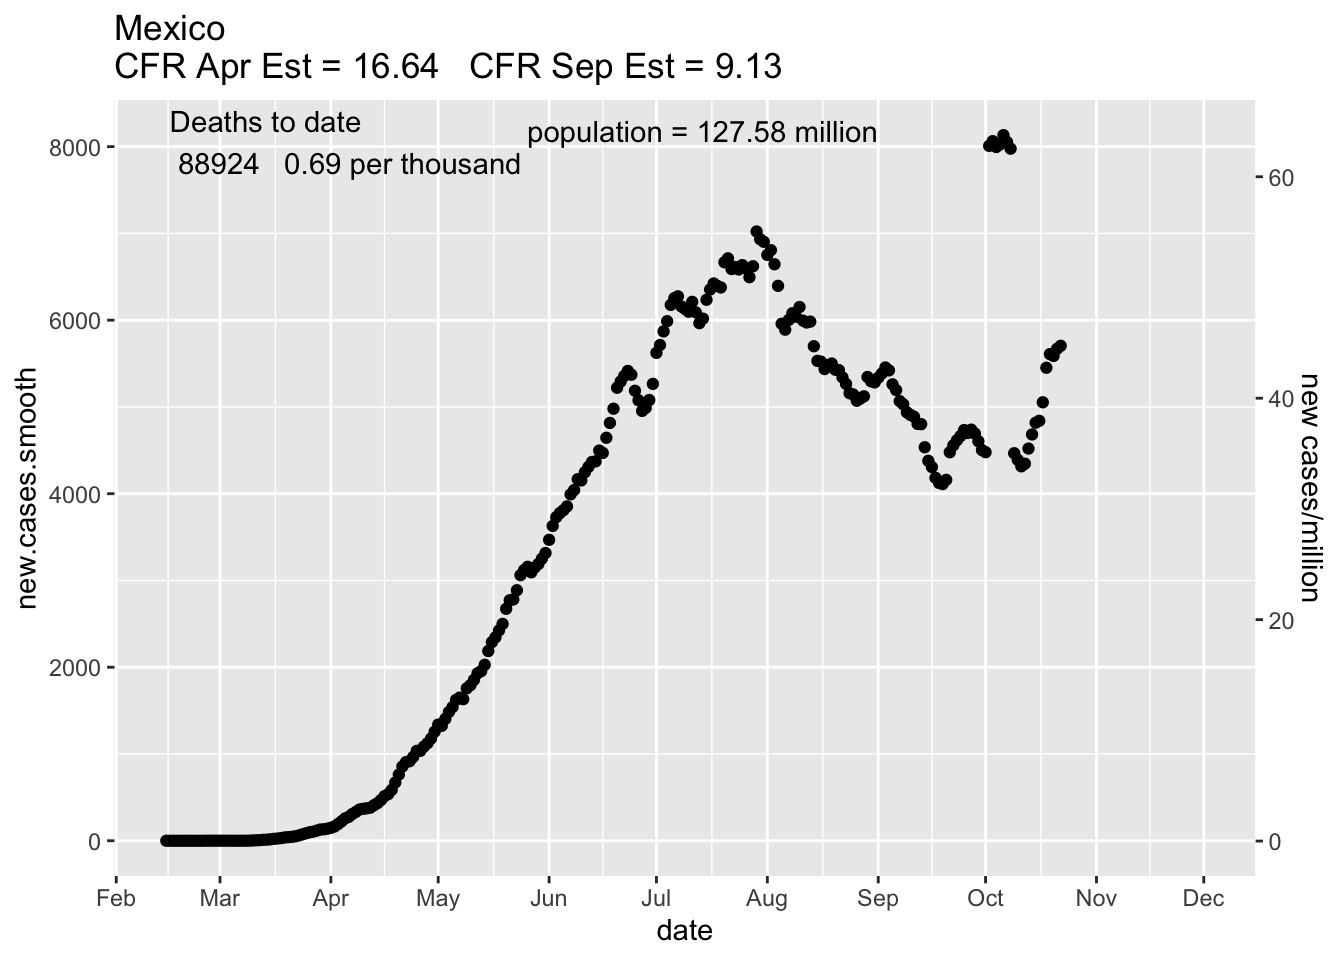 Mexico
CFR Apr Est = 16.64   CFR Sep Est = 9.13
Deaths to date
88924   0.69 per thousand
population = 127.58 million
8000
6000
4000
2000
0
new.cases.smooth
60
40
20
0
new cases/million
Feb Mar Apr May Jun Jul Aug Sep Oct Nov Dec
date